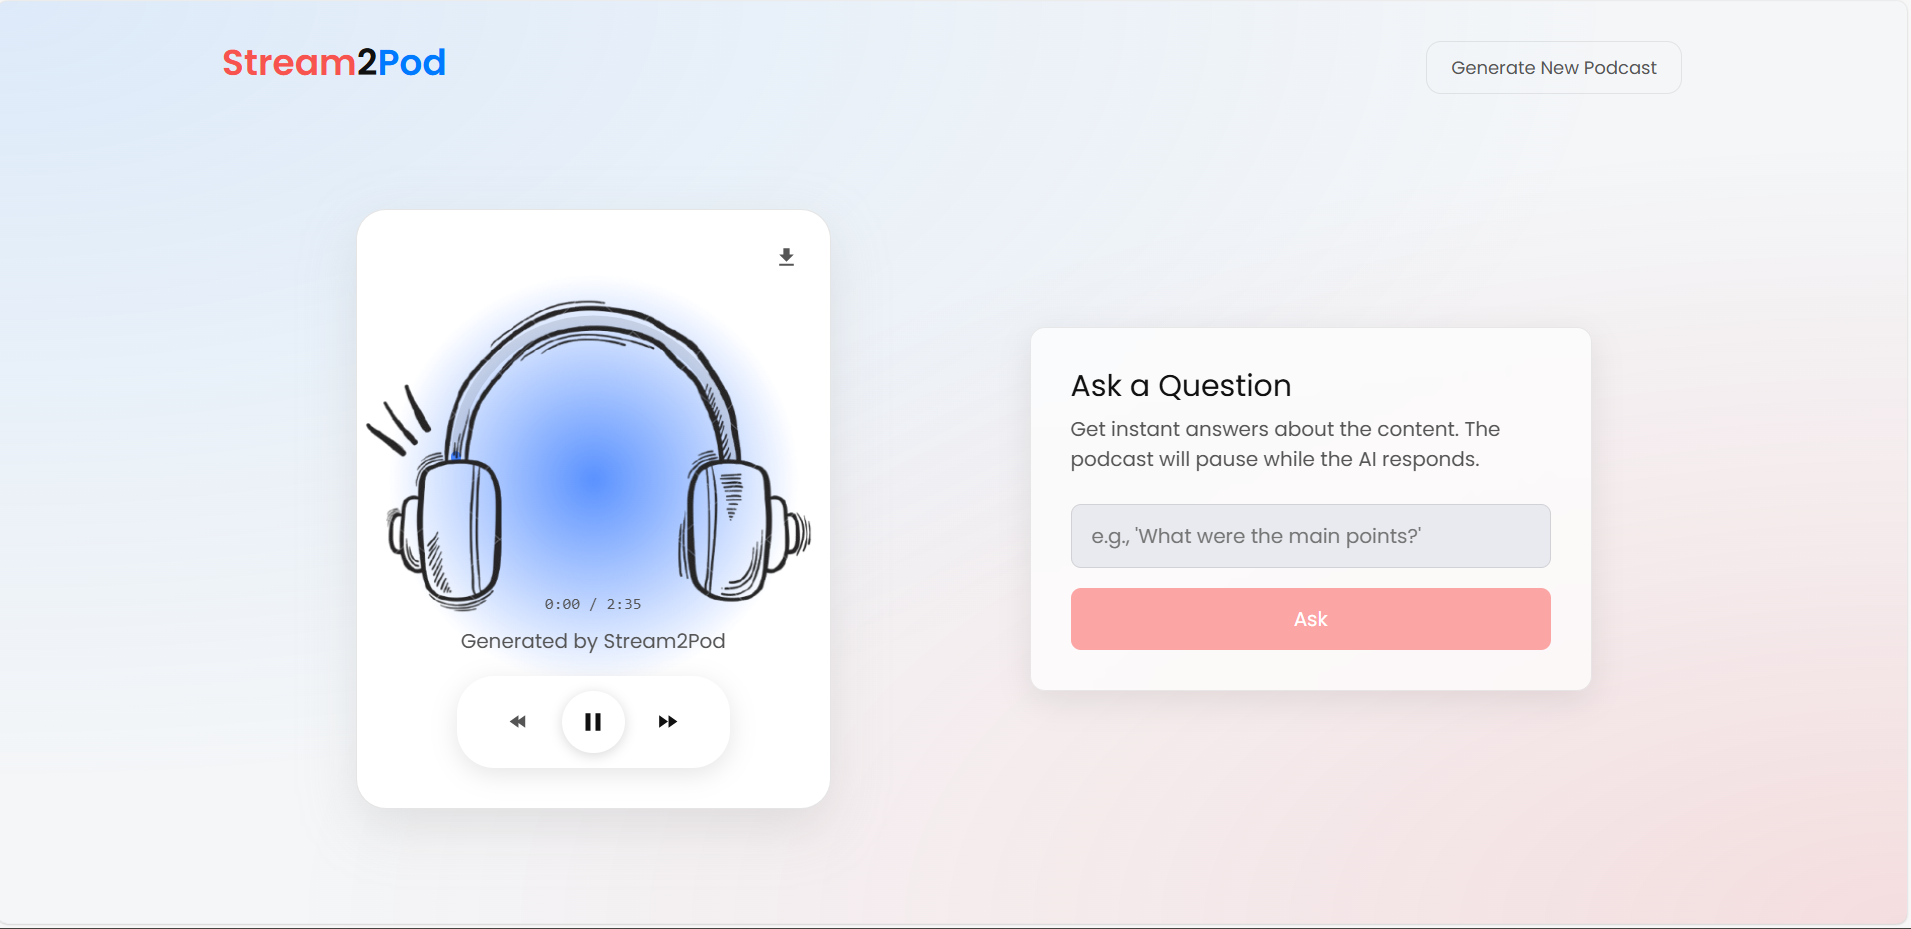 Stream2Pod
Generate New Podcast
0:00 / 2:35
Generated by Stream2Pod
Ask a Question
Get instant answers about the content. The
podcast will pause while the AI responds.
e.g., 'What were the main points?'
Ask